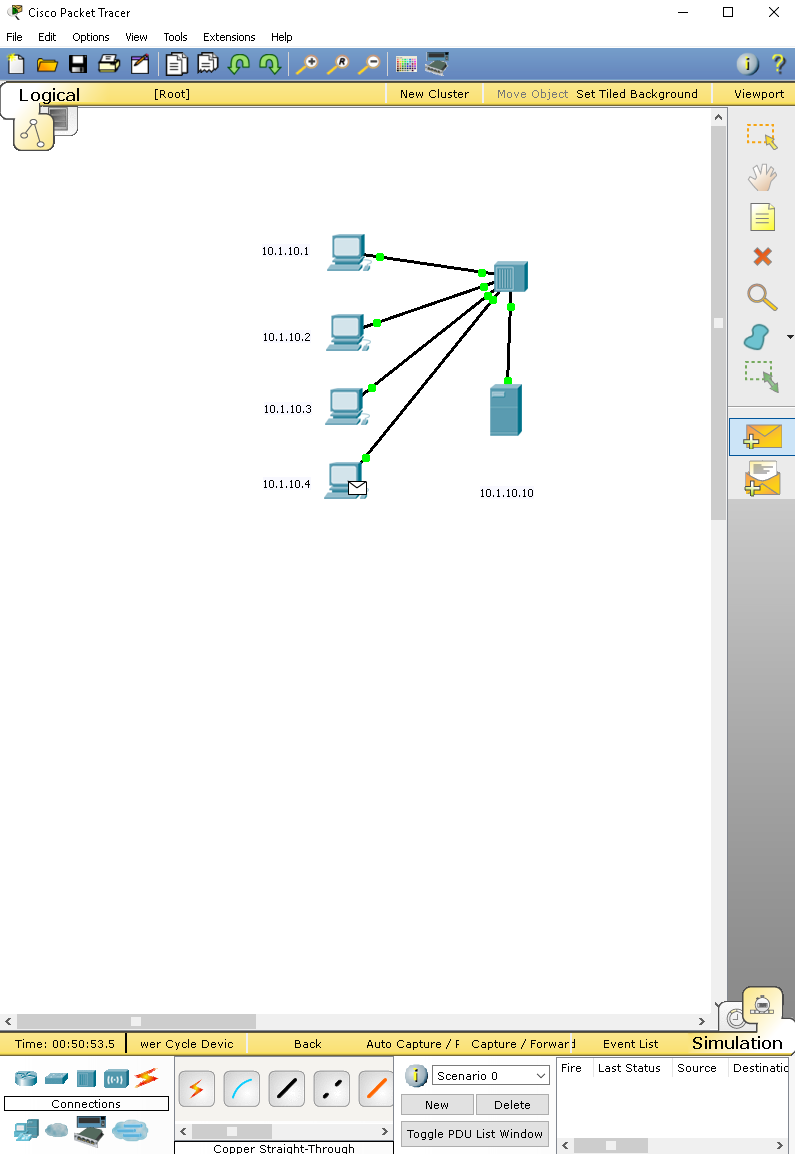 Cisco Packet Tracer
File Edit Options View Tools Extensions Help
Logical [Root] New Cluster Move Object Set Tiled Background Viewport
10.1.10.1
10.1.10.2
10.1.10.3
10.1.10.4
10.1.10.10
Time: 00:50:53.5 wer Cycle Devic Back Auto Capture / F Capture / Forward Event List Simulation
Connections
Copper Straight-Through
Scenario 0
New Delete
Toggle PDU List Window
Fire Last Status Source Destinatio